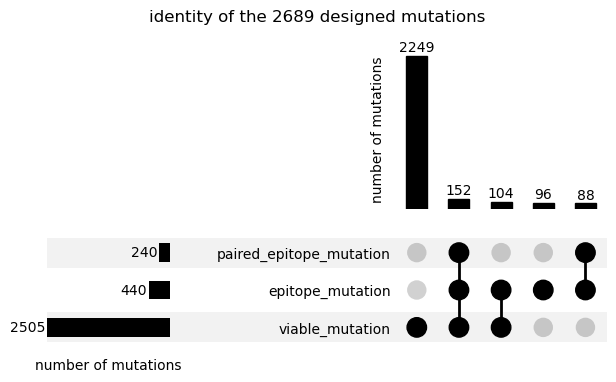 identity of the 2689 designed mutations
number of mutations
2249
152
104
96
88
240
paired_epitope_mutation
440
epitope_mutation
2505
viable_mutation
number of mutations